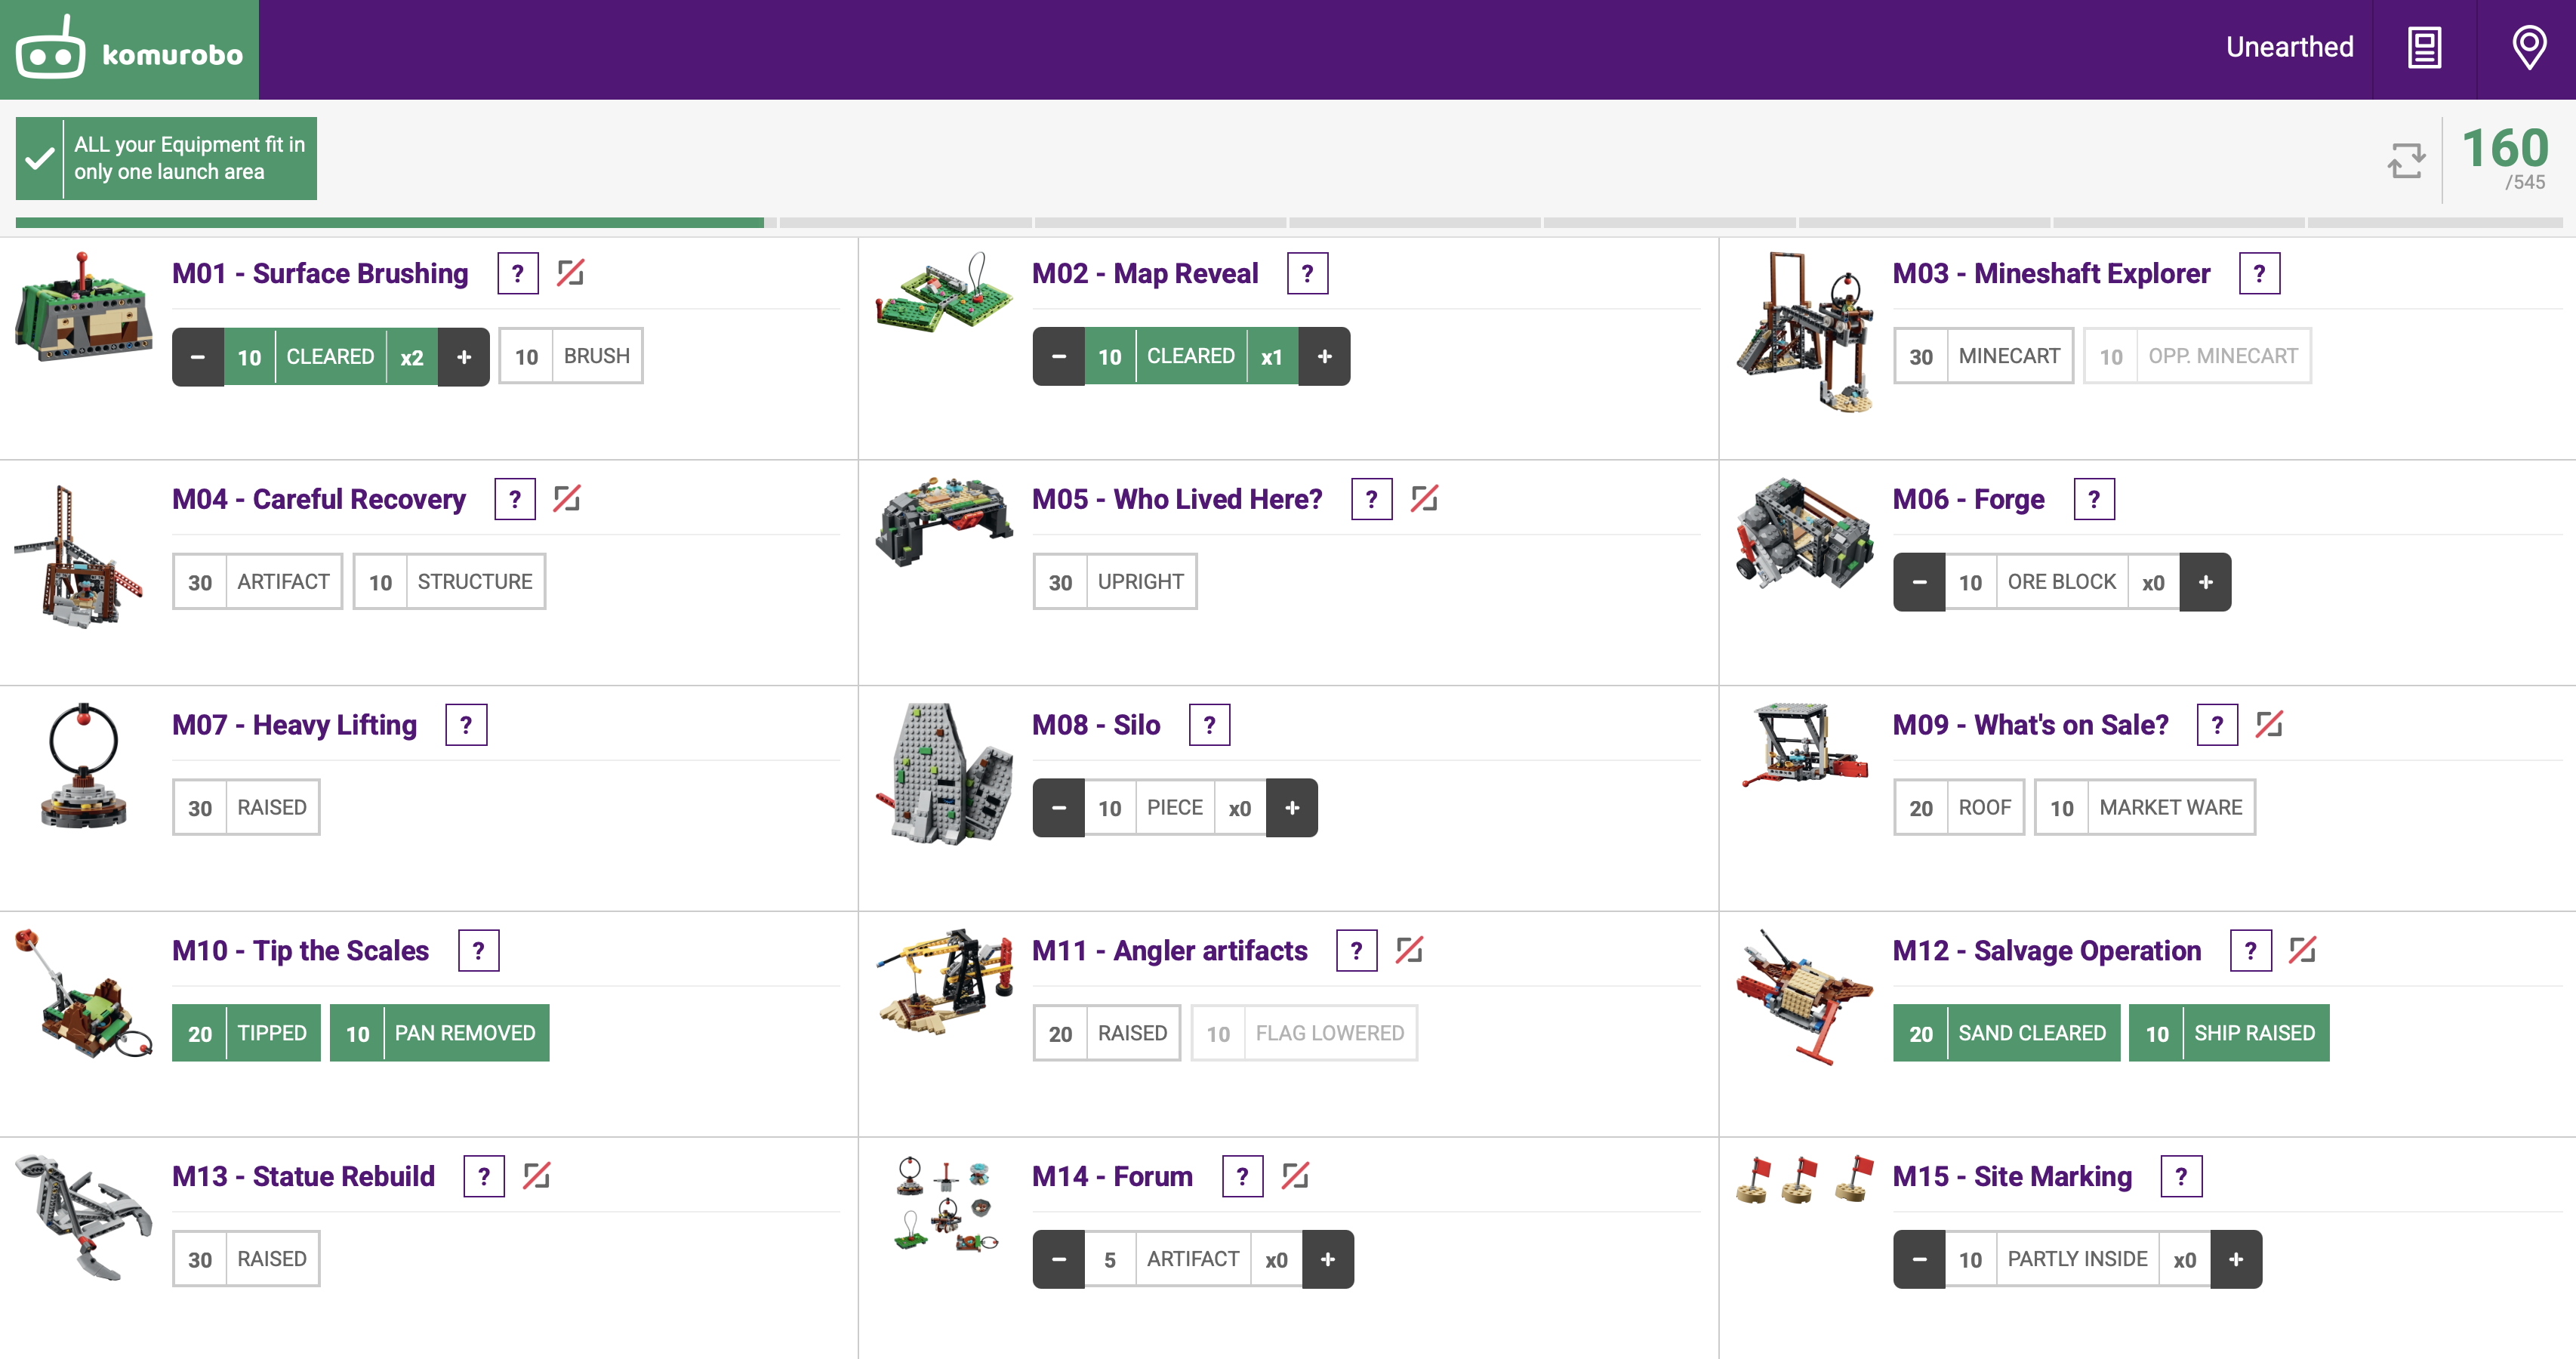 komurobo
Unearthed
ALL your Equipment fit in
only one launch area
160
/545
M01 - Surface Brushing ?
− 10 CLEARED x2 + 10 BRUSH
M02 - Map Reveal ?
− 10 CLEARED x1 +
M03 - Mineshaft Explorer ?
30 MINECART 10 OPP. MINECART
M04 - Careful Recovery ?
30 ARTIFACT 10 STRUCTURE
M05 - Who Lived Here? ?
30 UPRIGHT
M06 - Forge ?
− 10 ORE BLOCK x0 +
M07 - Heavy Lifting ?
30 RAISED
M08 - Silo ?
− 10 PIECE x0 +
M09 - What's on Sale? ?
20 ROOF 10 MARKET WARE
M10 - Tip the Scales ?
20 TIPPED 10 PAN REMOVED
M11 - Angler artifacts ?
20 RAISED 10 FLAG LOWERED
M12 - Salvage Operation ?
20 SAND CLEARED 10 SHIP RAISED
M13 - Statue Rebuild ?
30 RAISED
M14 - Forum ?
− 5 ARTIFACT x0 +
M15 - Site Marking ?
− 10 PARTLY INSIDE x0 +